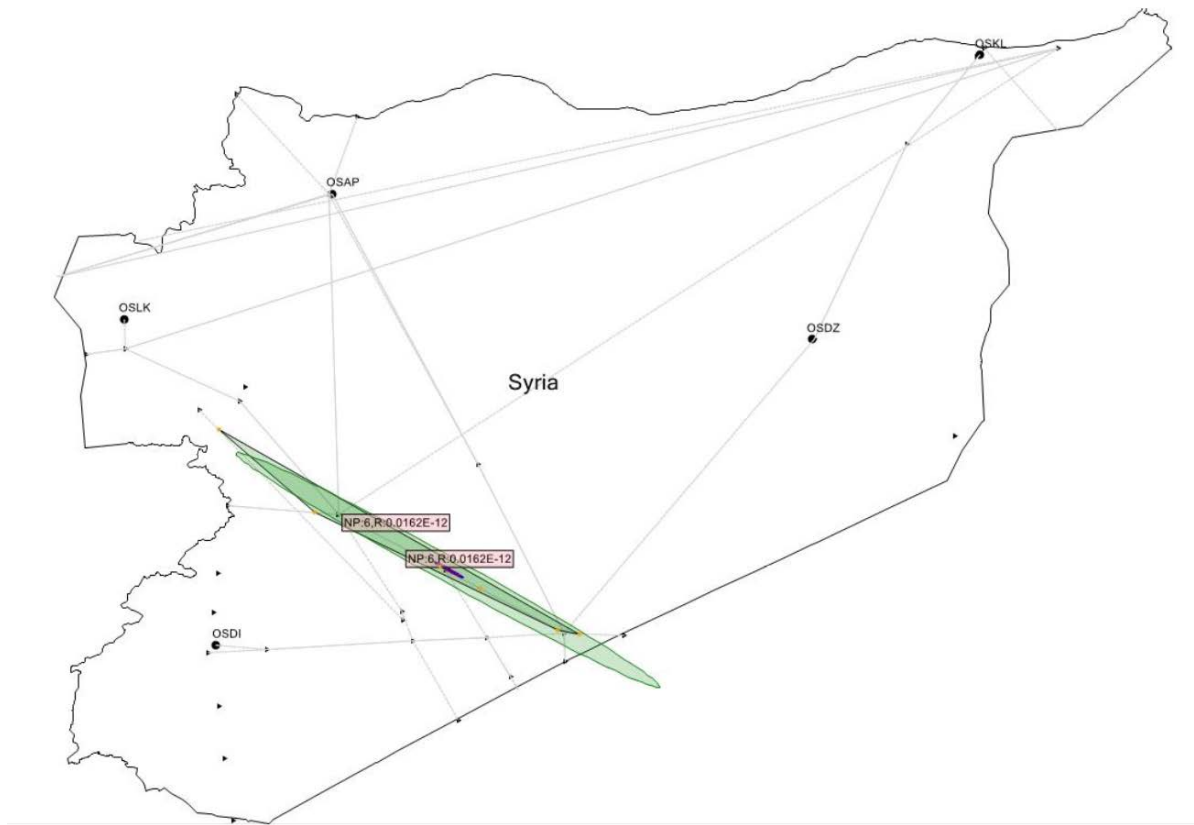 OSKL
OSAP
OSLK
OSDZ
Syria
NP:6,R:0.0162E-12
NP:6,R:0.0162E-12
OSDI